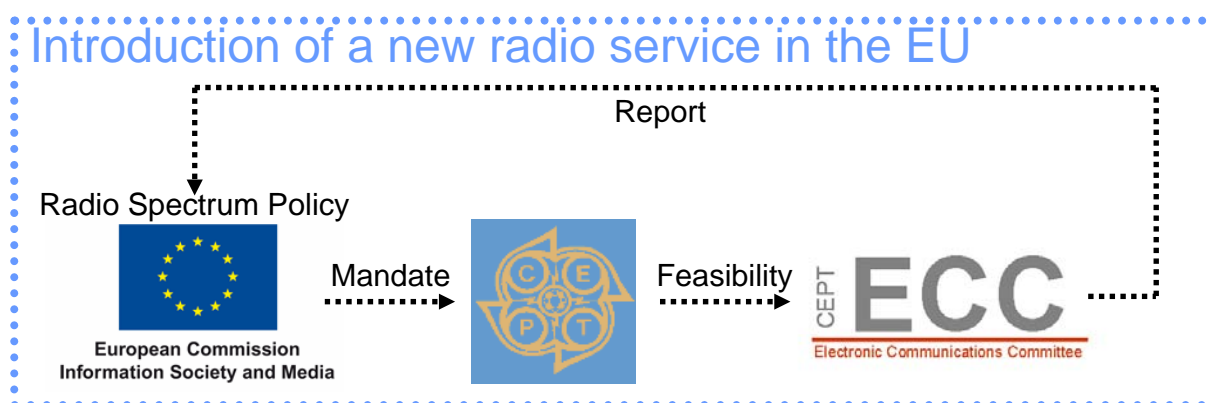 Introduction of a new radio service in the EU
Report
Radio Spectrum Policy
Mandate
Feasibility
European Commission
Information Society and Media
C E
P T
CEPT
ECC
Electronic Communications Committee